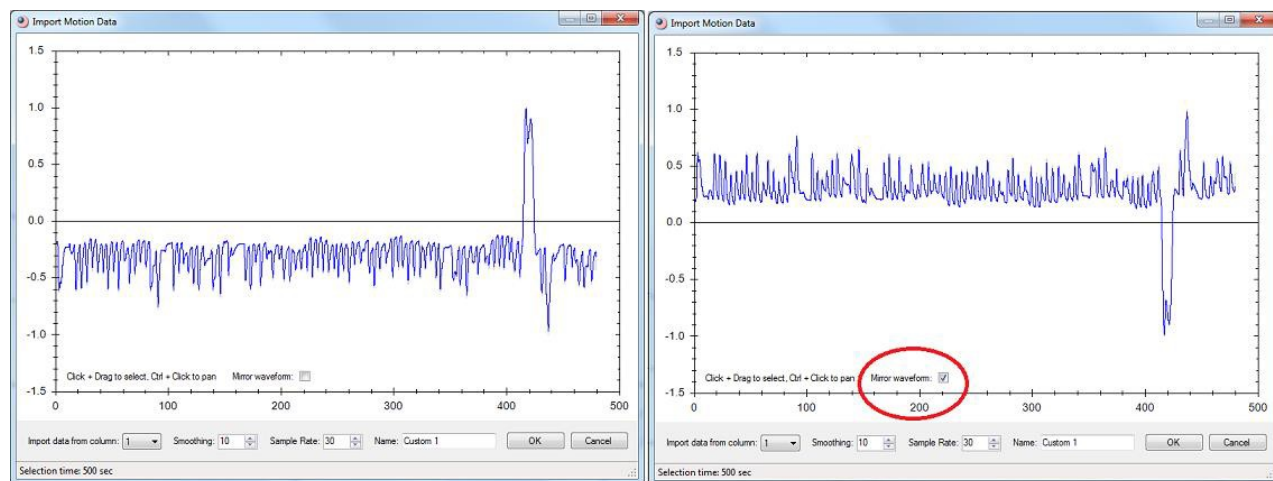 Import Motion Data
1.5
1.0
0.5
0.0
-0.5
-1.0
-1.5
Click + Drag to select, Ctrl + Click to pan Mirror waveform:
0 100 200 300 400 500
Import data from column: 1 Smoothing: 10 Sample Rate: 30 Name: Custom 1 OK Cancel
Selection time: 500 sec
Import Motion Data
1.5
1.0
0.5
0.0
-0.5
-1.0
-1.5
Click + Drag to select, Ctrl + Click to pan Mirror waveform:
0 100 200 300 400 500
Import data from column: 1 Smoothing: 10 Sample Rate: 30 Name: Custom 1 OK Cancel
Selection time: 500 sec